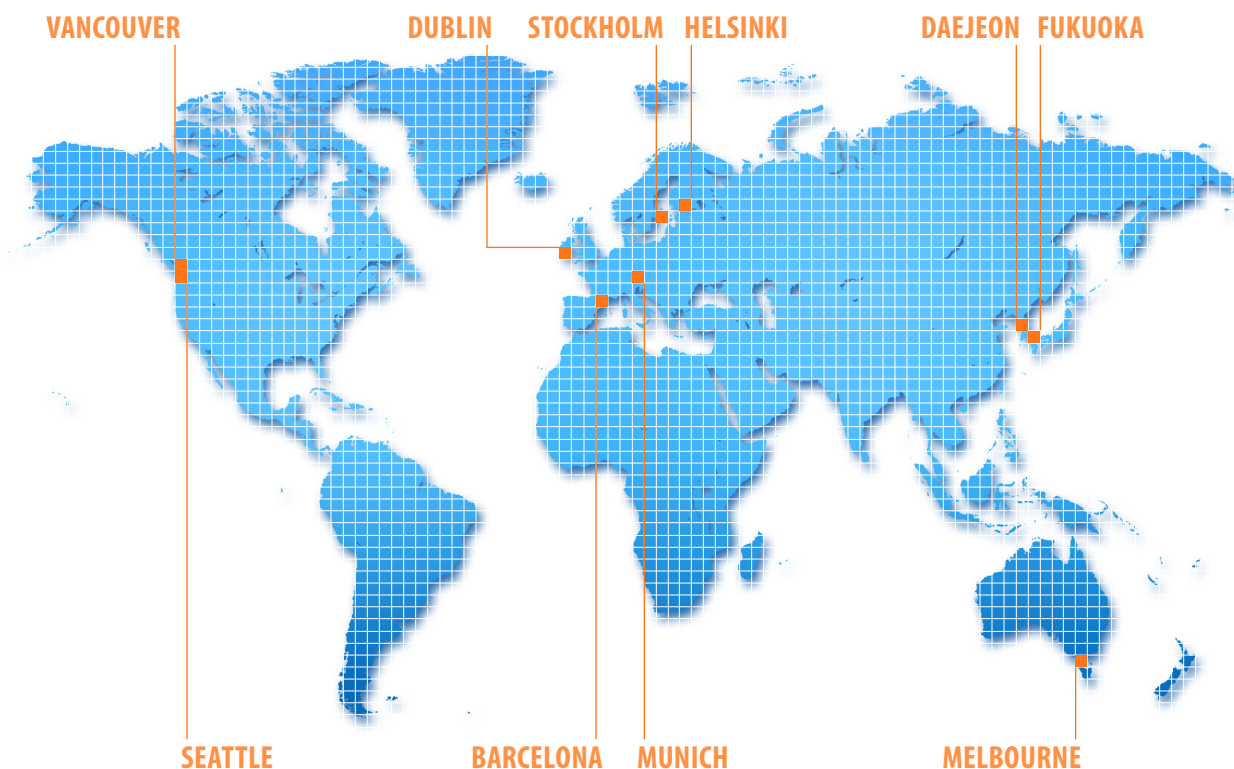 VANCOUVER
DUBLIN
STOCKHOLM
HELSINKI
DAEJEON
FUKUOKA
SEATTLE
BARCELONA
MUNICH
MELBOURNE